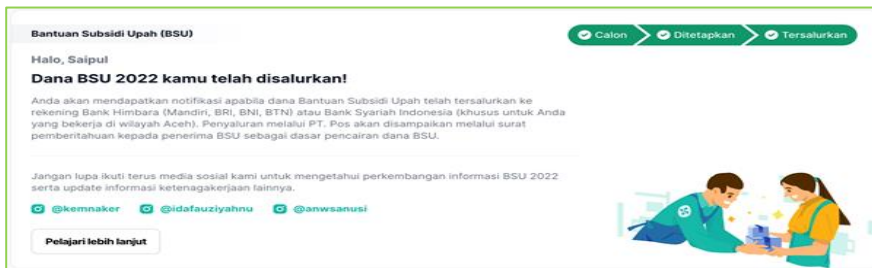 Bantuan Subsidi Upah (BSU)
Calon
Ditetapkan
Tersalurkan
Halo, Saipul
Dana BSU 2022 kamu telah disalurkan!
Anda akan mendapatkan notifikasi apabila dana Bantuan Subsidi Upah telah tersalurkan ke
rekening Bank Himbara (Mandiri, BRI, BNI, BTN) atau Bank Syariah Indonesia (khusus untuk Anda
yang bekerja di wilayah Aceh). Penyaluran melalui PT. Pos akan disampaikan melalui surat
pemberitahuan kepada penerima BSU sebagai dasar pencairan dana BSU.
Jangan lupa ikuti terus media sosial kami untuk mengetahui perkembangan informasi BSU 2022
serta update informasi ketenagakerjaan lainnya.
@kemnaker @idafauziyahnu @anwsanusi
Pelajari lebih lanjut